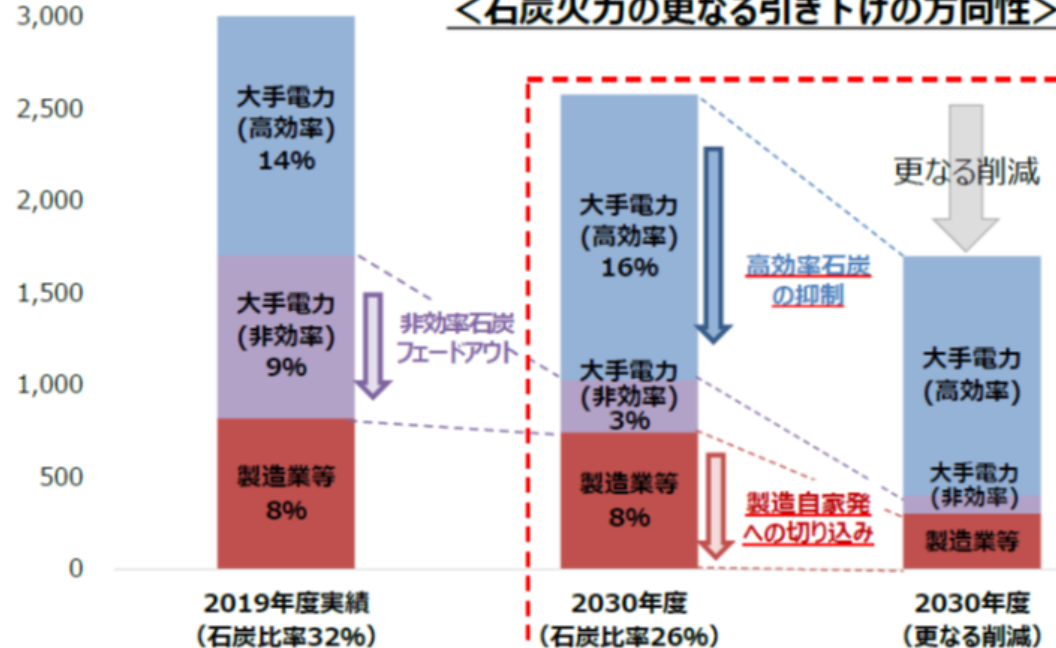 <石炭火力の更なる引き下げの方向性>
3,000
2,500
2,000
1,500
1,000
500
0
大手電力
(高効率)
14%
大手電力
(非効率)
9%
製造業等
8%
非効率石炭
フェードアウト
大手電力
(高効率)
16%
大手電力
(非効率)
3%
製造業等
8%
高効率石炭
の抑制
製造自家発
への切り込み
更なる削減
大手電力
(高効率)
大手電力
(非効率)
製造業等
2019年度実績
(石炭比率32%)
2030年度
(石炭比率26%)
2030年度
(更なる削減)